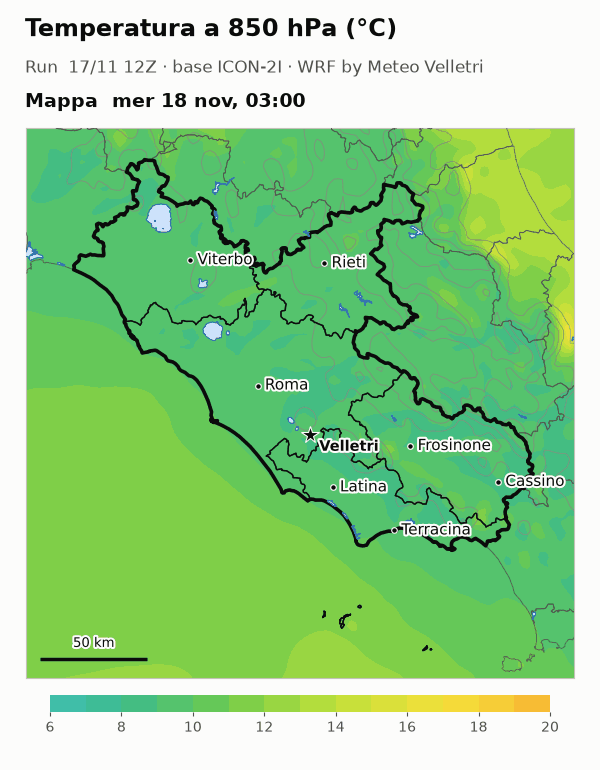 Temperatura a 850 hPa (°C)
Run  17/11 12Z · base ICON-2I · WRF by Meteo Velletri
Mappa  mer 18 nov, 03:00
Viterbo
Rieti
Roma
Velletri
Frosinone
Latina
Cassino
Terracina
50 km
6 8 10 12 14 16 18 20